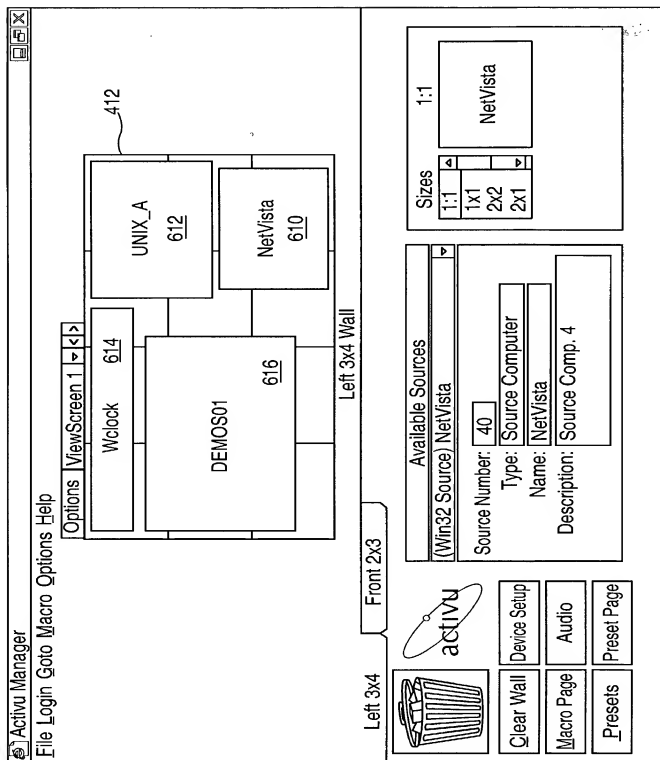 Activu Manager
File Login Goto Macro Options Help
Options ViewScreen 1
412
Wclock 614
UNIX_A
612
DEMOS01
616
NetVista
610
Left 3x4 Wall
Left 3x4 Front 2x3
activu
Clear Wall Device Setup
Macro Page Audio
Presets Preset Page
Available Sources
(Win32 Source) NetVista
Source Number: 40
Type: Source Computer
Name: NetVista
Description: Source Comp. 4
Sizes 1:1
1:1
1x1
2x2
2x1
NetVista